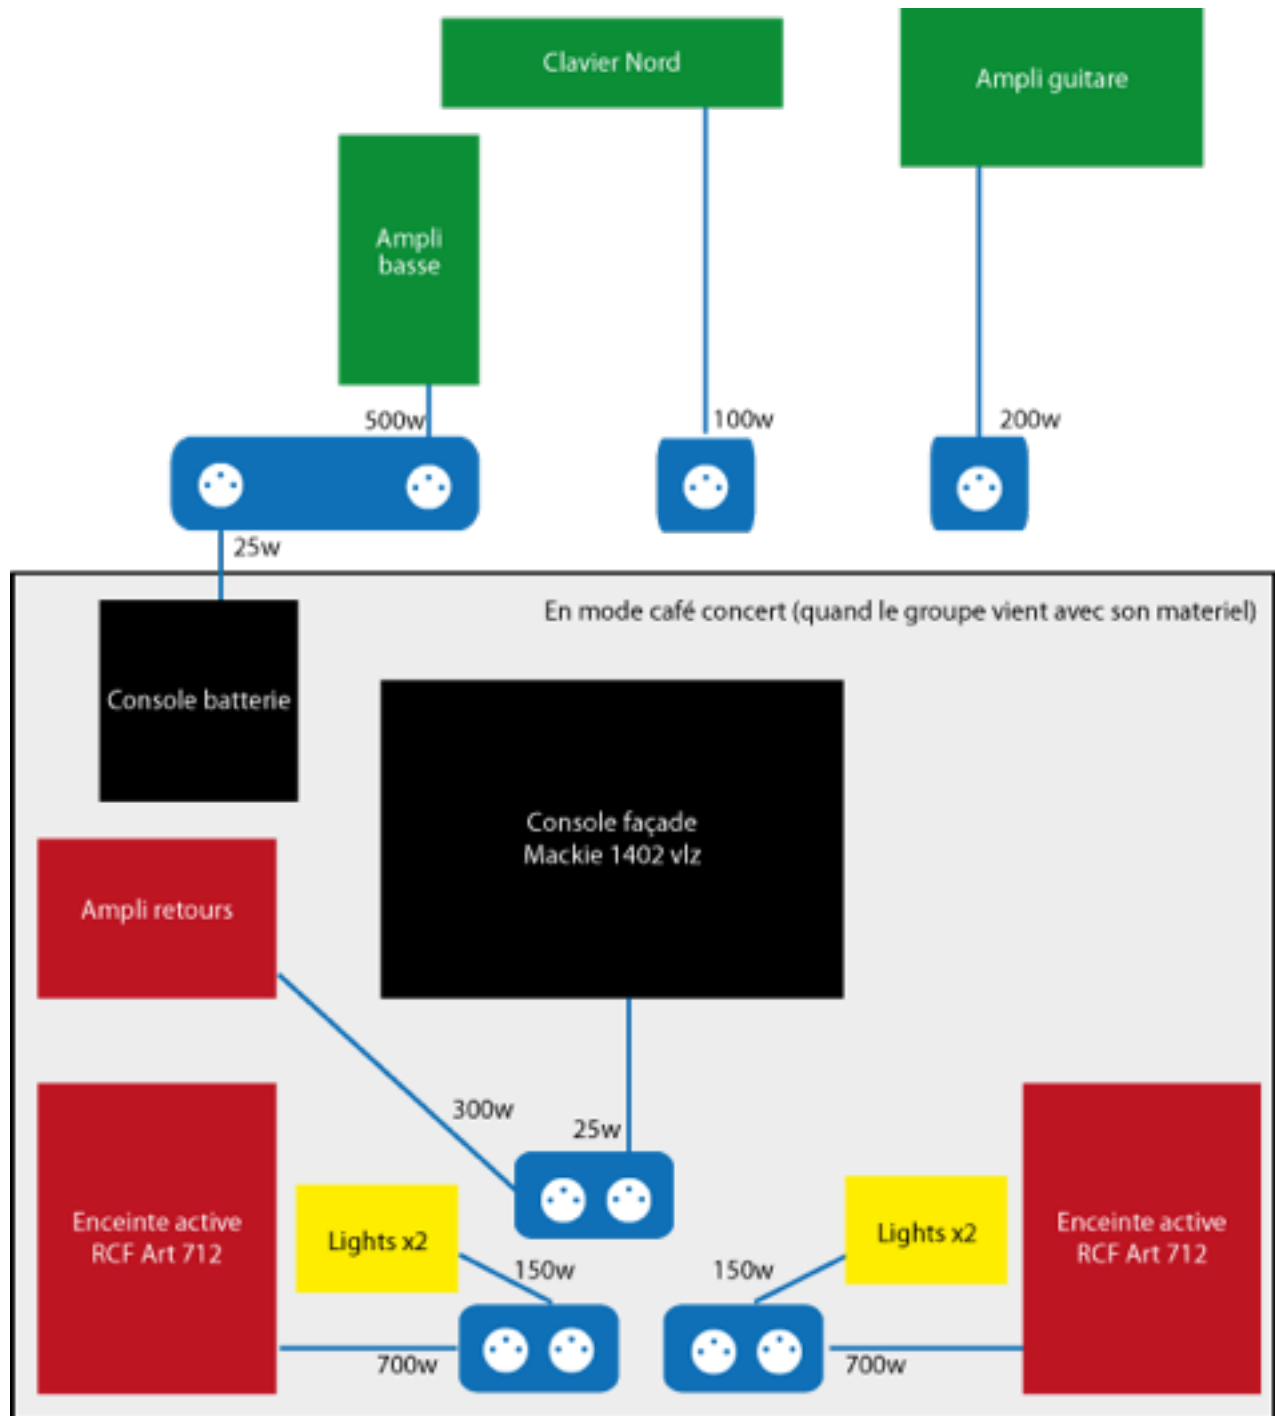 Clavier Nord
Ampli guitare
Ampli
basse
500w
100w
200w
25w
En mode café concert (quand le groupe vient avec son materiel)
Console batterie
Console façade
Mackie 1402 vlz
Ampli retours
300w
25w
Enceinte active
RCF Art 712
Lights x2
150w
150w
Lights x2
Enceinte active
RCF Art 712
700w
700w